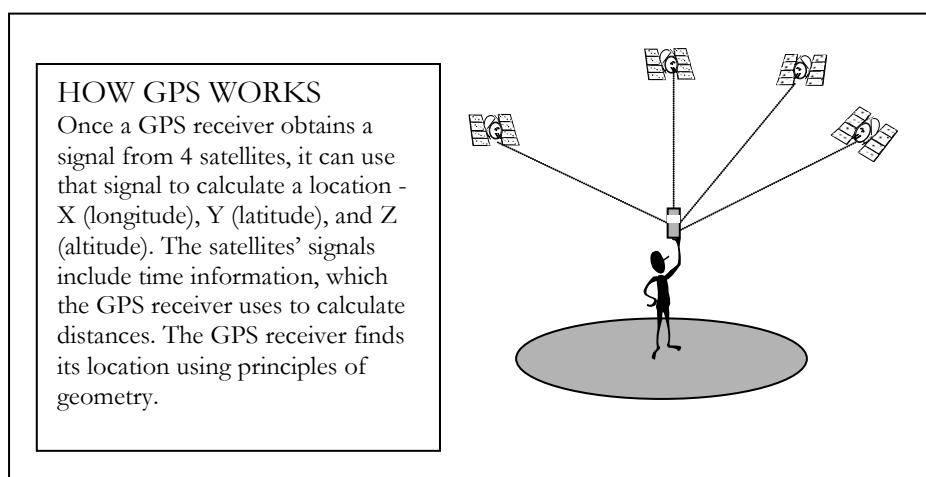 HOW GPS WORKS
Once a GPS receiver obtains a
signal from 4 satellites, it can use
that signal to calculate a location -
X (longitude), Y (latitude), and Z
(altitude). The satellites’ signals
include time information, which
the GPS receiver uses to calculate
distances. The GPS receiver finds
its location using principles of
geometry.